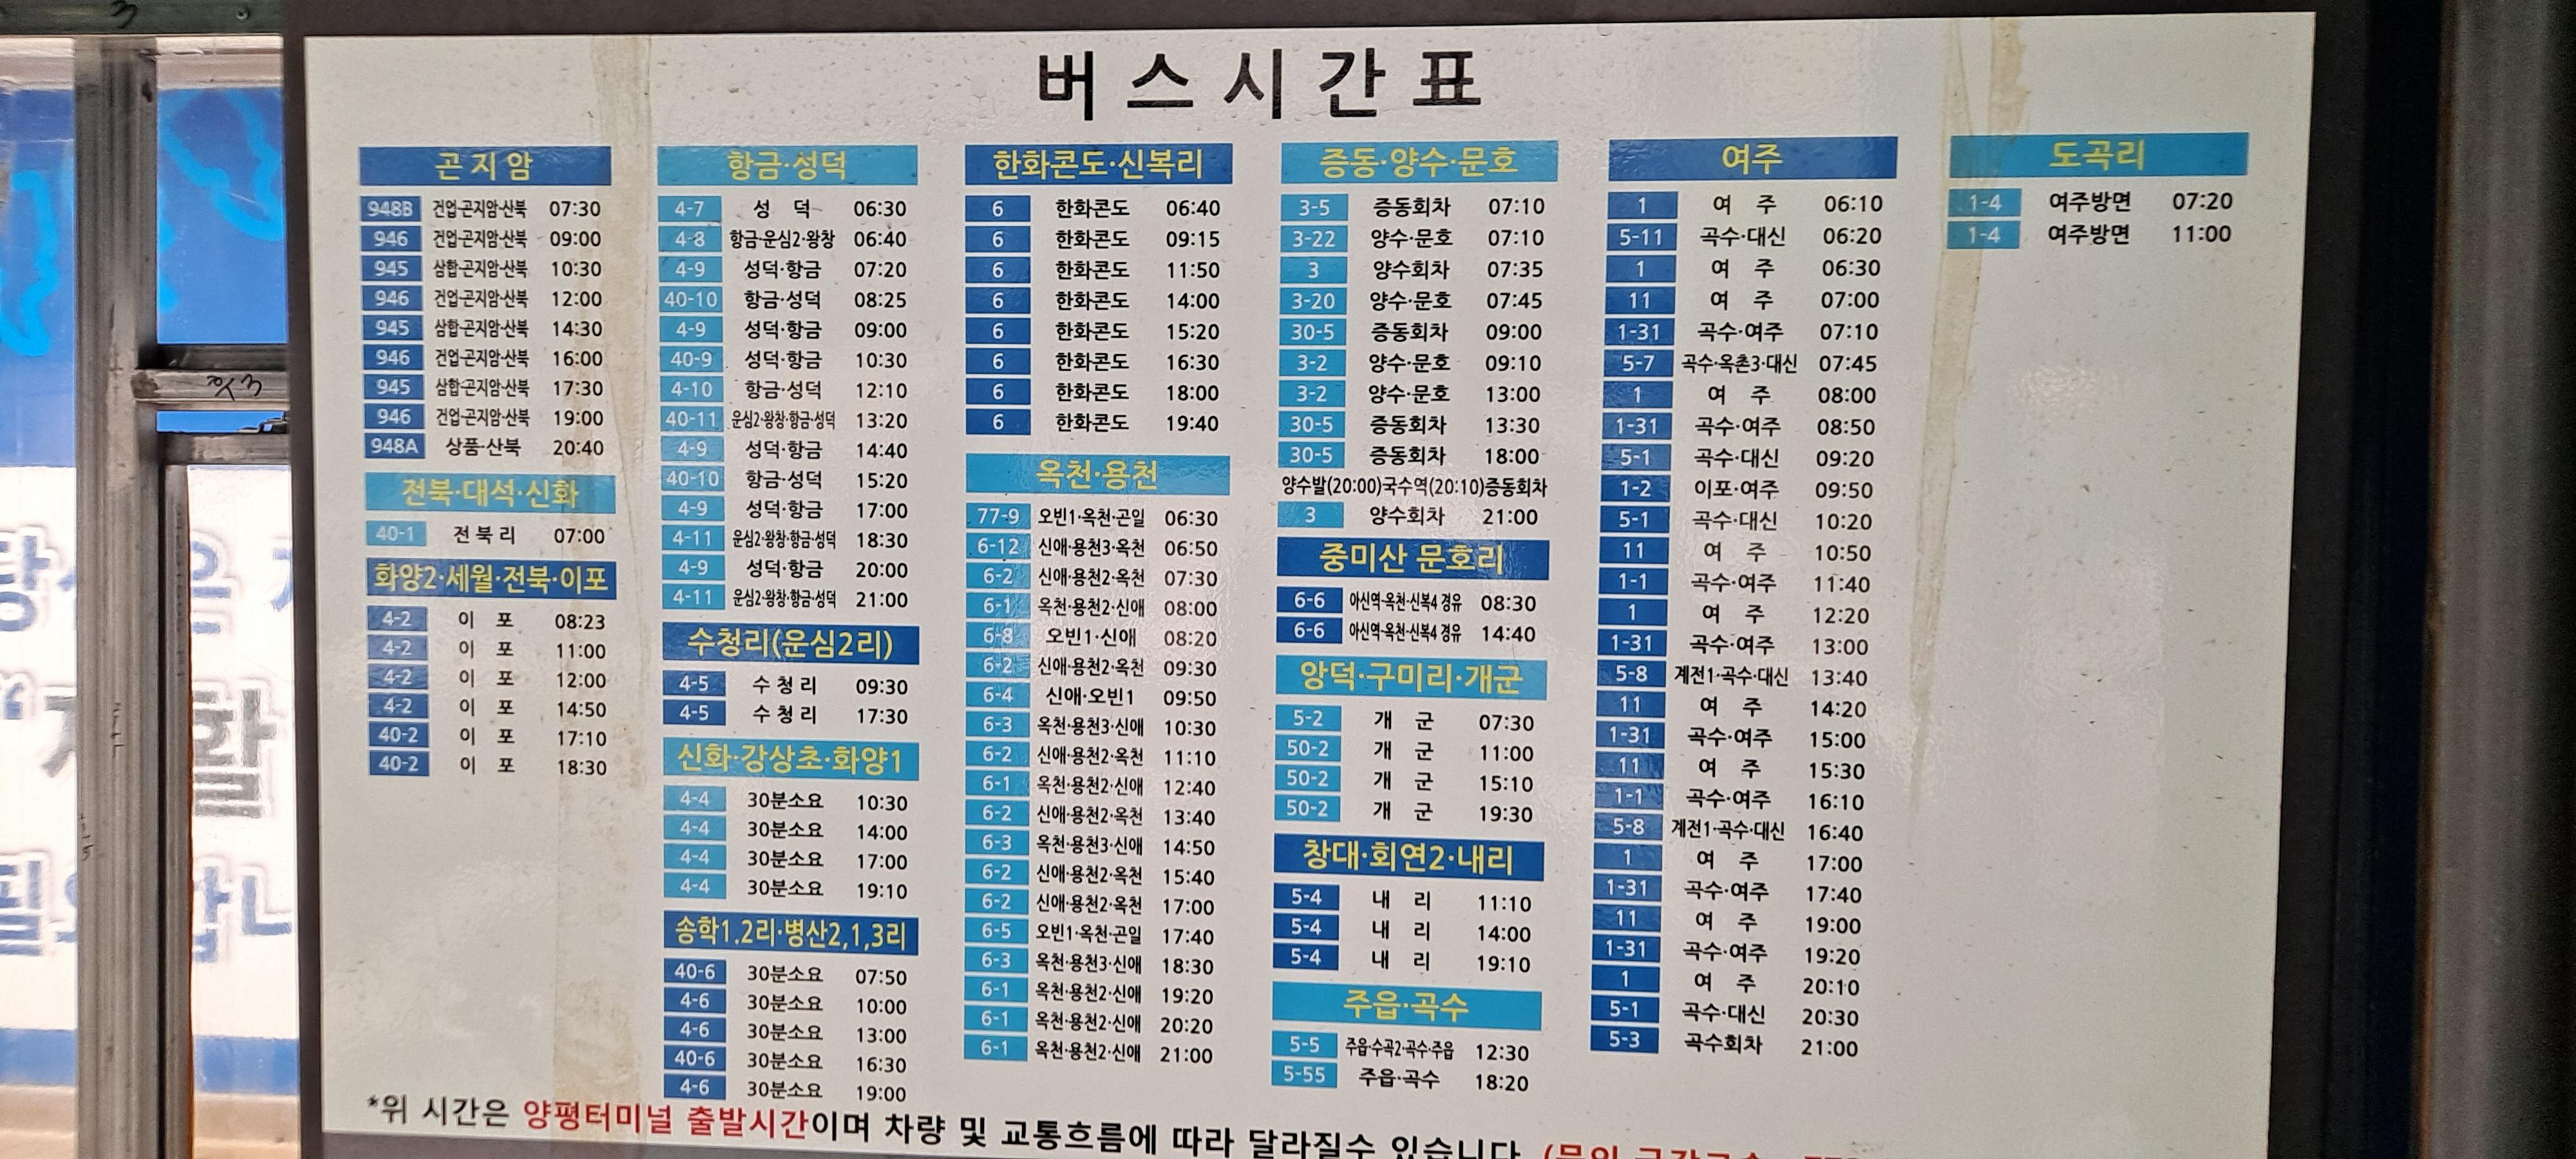 버스시간표
곤지암
948B 건업·곤지암·산북 07:30
946 건업·곤지암·산북 09:00
945 삼합·곤지암·산북 10:30
946 건업·곤지암·산북 12:00
945 삼합·곤지암·산북 14:30
946 건업·곤지암·산북 16:00
945 삼합·곤지암·산북 17:30
946 건업·곤지암·산북 19:00
948A 상품·산북 20:40
전북·대석·신화
40-1 전북리 07:00
화양2·세월·전북·이포
4-2 이 포 08:23
4-2 이 포 11:00
4-2 이 포 12:00
4-2 이 포 14:50
40-2 이 포 17:10
40-2 이 포 18:30
항금·성덕
4-7 성 덕 06:30
4-8 항금·운심2·왕창 06:40
4-9 성덕·항금 07:20
40-10 항금·성덕 08:25
4-9 성덕·항금 09:00
40-9 성덕·항금 10:30
4-10 항금·성덕 12:10
40-11 운심2·왕창·항금·성덕 13:20
4-9 성덕·항금 14:40
40-10 항금·성덕 15:20
4-9 성덕·항금 17:00
4-11 운심2·왕창·항금·성덕 18:30
4-9 성덕·항금 20:00
4-11 운심2·왕창·항금·성덕 21:00
수청리(운심2리)
4-5 수청리 09:30
4-5 수청리 17:30
신화·강상초·화양1
4-4 30분소요 10:30
4-4 30분소요 14:00
4-4 30분소요 17:00
4-4 30분소요 19:10
송학1.2리·병산2,1,3리
40-6 30분소요 07:50
4-6 30분소요 10:00
4-6 30분소요 13:00
40-6 30분소요 16:30
4-6 30분소요 19:00
한화콘도·신복리
6 한화콘도 06:40
6 한화콘도 09:15
6 한화콘도 11:50
6 한화콘도 14:00
6 한화콘도 15:20
6 한화콘도 16:30
6 한화콘도 18:00
6 한화콘도 19:40
옥천·용천
77-9 오빈1·옥천·곤일 06:30
6-12 신애·용천3·옥천 06:50
6-2 신애·용천2·옥천 07:30
6-1 옥천·용천2·신애 08:00
6-8 오빈1·신애 08:20
6-2 신애·용천2·옥천 09:30
6-4 신애·오빈1 09:50
6-3 옥천·용천3·신애 10:30
6-2 신애·용천2·옥천 11:10
6-1 옥천·용천2·신애 12:40
6-2 신애·용천2·옥천 13:40
6-3 옥천·용천3·신애 14:50
6-2 신애·용천2·옥천 15:40
6-2 신애·용천2·옥천 17:00
6-5 오빈1·옥천·곤일 17:40
6-3 옥천·용천3·신애 18:30
6-1 옥천·용천2·신애 19:20
6-1 옥천·용천2·신애 20:20
6-1 옥천·용천2·신애 21:00
증동·양수·문호
3-5 증동회차 07:10
3-22 양수·문호 07:10
3 양수회차 07:35
3-20 양수·문호 07:45
30-5 증동회차 09:00
3-2 양수·문호 09:10
3-2 양수·문호 13:00
30-5 증동회차 13:30
30-5 증동회차 18:00
양수발(20:00)국수역(20:10)증동회차
3 양수회차 21:00
중미산 문호리
6-6 아신역·옥천·신복4 경유 08:30
6-6 아신역·옥천·신복4 경유 14:40
앙덕·구미리·개군
5-2 개 군 07:30
50-2 개 군 11:00
50-2 개 군 15:10
50-2 개 군 19:30
창대·회연2·내리
5-4 내 리 11:10
5-4 내 리 14:00
5-4 내 리 19:10
주읍·곡수
5-5 주읍·수곡2·곡수·주읍 12:30
5-55 주읍·곡수 18:20
여주
1 여 주 06:10
5-11 곡수·대신 06:20
1 여 주 06:30
11 여 주 07:00
1-31 곡수·여주 07:10
5-7 곡수·옥촌3·대신 07:45
1 여 주 08:00
1-31 곡수·여주 08:50
5-1 곡수·대신 09:20
1-2 이포·여주 09:50
5-1 곡수·대신 10:20
11 여 주 10:50
1-1 곡수·여주 11:40
1 여 주 12:20
1-31 곡수·여주 13:00
5-8 계전1·곡수·대신 13:40
11 여 주 14:20
1-31 곡수·여주 15:00
11 여 주 15:30
1-1 곡수·여주 16:10
5-8 계전1·곡수·대신 16:40
1 여 주 17:00
1-31 곡수·여주 17:40
11 여 주 19:00
1-31 곡수·여주 19:20
1 여 주 20:10
5-1 곡수·대신 20:30
5-3 곡수회차 21:00
도곡리
1-4 여주방면 07:20
1-4 여주방면 11:00
*위 시간은 양평터미널 출발시간이며 차량 및 교통흐름에 따라 달라질수 있습니다